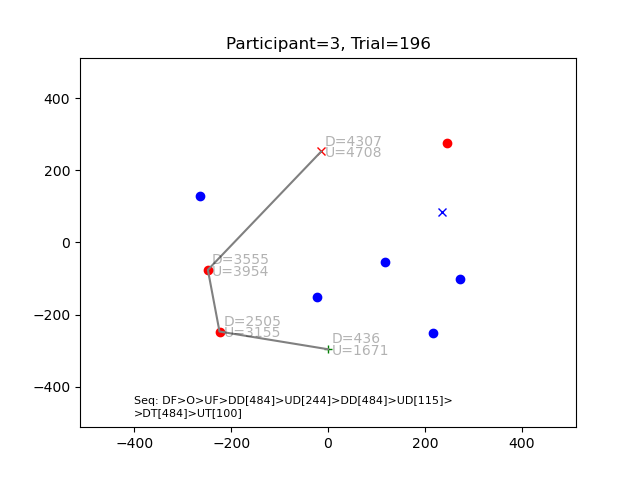 Participant=3, Trial=196
400
200
0
−200
−400
D=4307
U=4708
D=3555
U=3954
D=2505
U=3155
D=436
U=1671
Seq: DF>O>UF>DD[484]>UD[244]>DD[484]>UD[115]>
>DT[484]>UT[100]
−400 −200 0 200 400